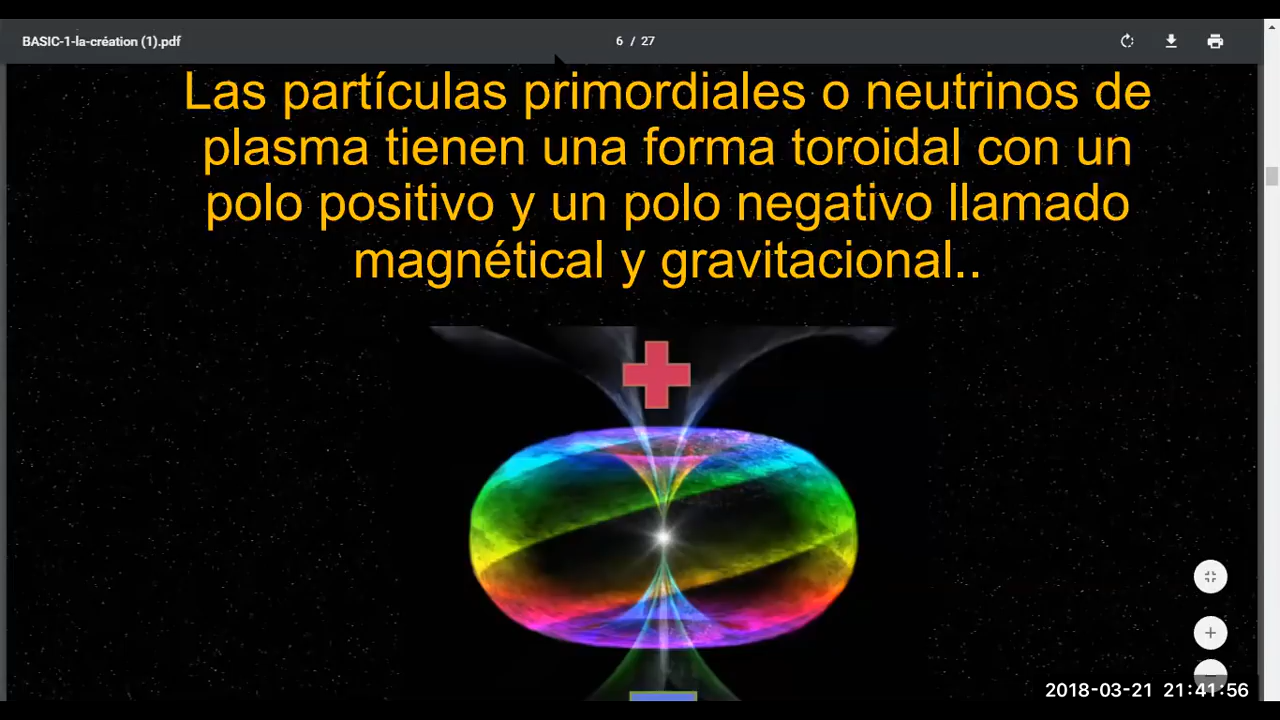 BASIC-1-la-création (1).pdf
6 / 27
Las partículas primordiales o neutrinos de
plasma tienen una forma toroidal con un
polo positivo y un polo negativo llamado
magnétical y gravitacional..
2018-03-21 21:41:56